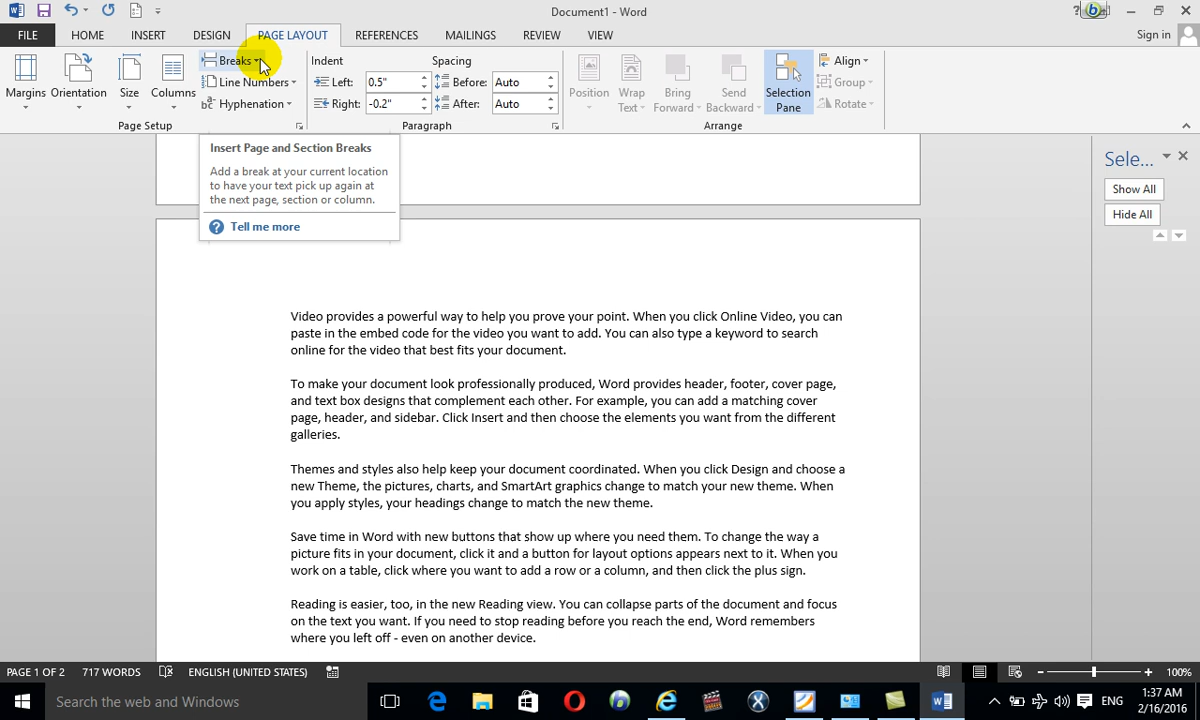 Document1 - Word
?
FILE HOME INSERT DESIGN PAGE LAYOUT REFERENCES MAILINGS REVIEW VIEW Sign in
Margins Orientation Size Columns
Breaks
Line Numbers
Hyphenation
Page Setup
Indent Spacing
Left: 0.5" Before: Auto
Right: -0.2" After: Auto
Paragraph
Position Wrap Text Bring Forward Send Backward Selection Pane
Align
Group
Rotate
Arrange
Insert Page and Section Breaks
Add a break at your current location
to have your text pick up again at
the next page, section or column.
? Tell me more
Sele...
Show All
Hide All
Video provides a powerful way to help you prove your point. When you click Online Video, you can
paste in the embed code for the video you want to add. You can also type a keyword to search
online for the video that best fits your document.
To make your document look professionally produced, Word provides header, footer, cover page,
and text box designs that complement each other. For example, you can add a matching cover
page, header, and sidebar. Click Insert and then choose the elements you want from the different
galleries.
Themes and styles also help keep your document coordinated. When you click Design and choose a
new Theme, the pictures, charts, and SmartArt graphics change to match your new theme. When
you apply styles, your headings change to match the new theme.
Save time in Word with new buttons that show up where you need them. To change the way a
picture fits in your document, click it and a button for layout options appears next to it. When you
work on a table, click where you want to add a row or a column, and then click the plus sign.
Reading is easier, too, in the new Reading view. You can collapse parts of the document and focus
on the text you want. If you need to stop reading before you reach the end, Word remembers
where you left off - even on another device.
PAGE 1 OF 2 717 WORDS ENGLISH (UNITED STATES) 100%
Search the web and Windows
ENG
1:37 AM
2/16/2016